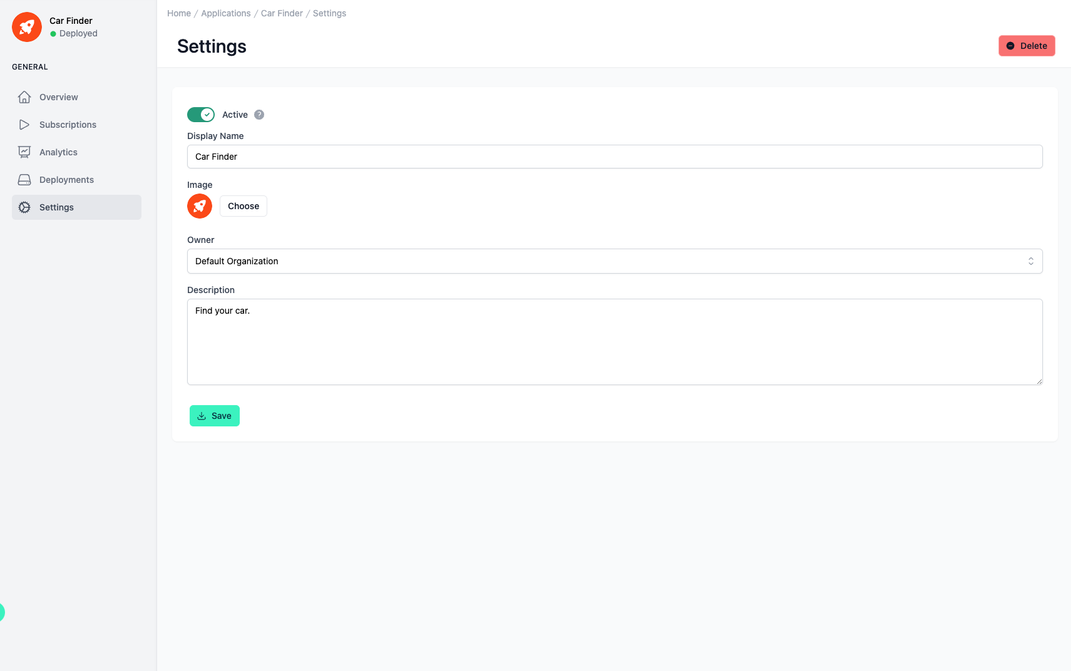 Car Finder
Deployed
GENERAL
Overview
Subscriptions
Analytics
Deployments
Settings
Home / Applications / Car Finder / Settings
Settings
Delete
Active ?
Display Name
Car Finder
Image
Choose
Owner
Default Organization
Description
Find your car.
Save